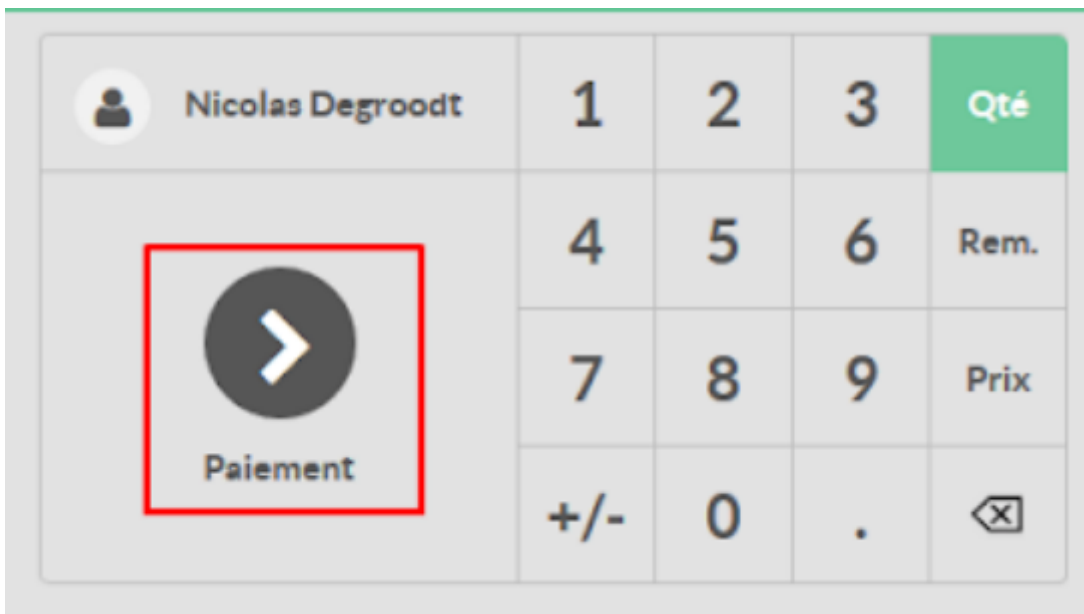 Nicolas Degroodt
1 2 3 Qté
4 5 6 Rem.
7 8 9 Prix
Paiement
+/- 0 .